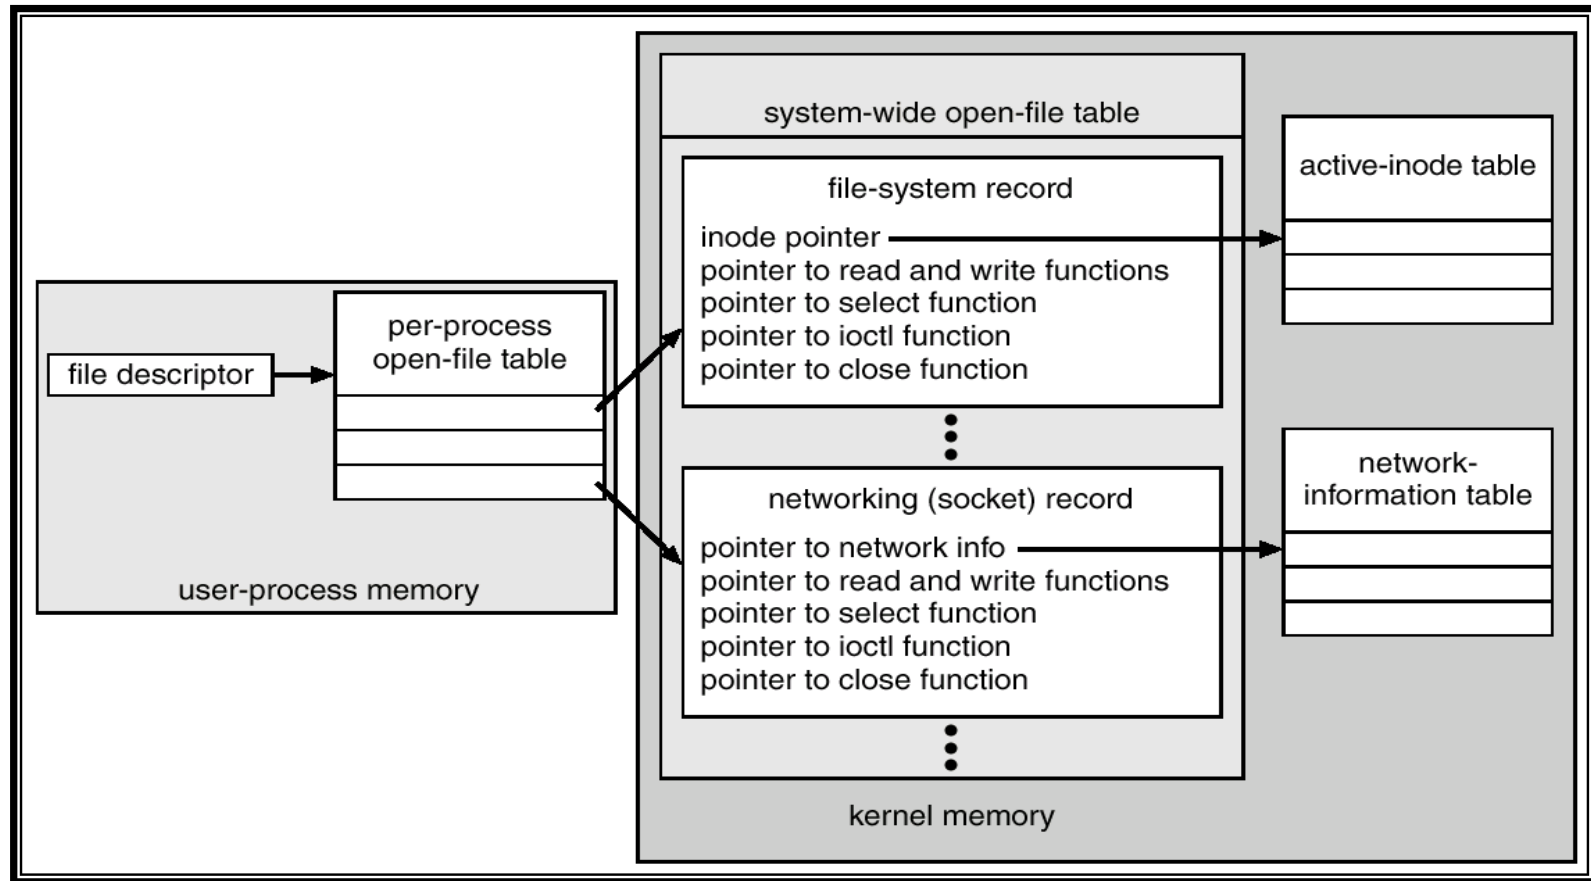 file descriptor
per-process
open-file table
user-process memory
system-wide open-file table
file-system record
inode pointer
pointer to read and write functions
pointer to select function
pointer to ioctl function
pointer to close function
networking (socket) record
pointer to network info
pointer to read and write functions
pointer to select function
pointer to ioctl function
pointer to close function
kernel memory
active-inode table
network-
information table